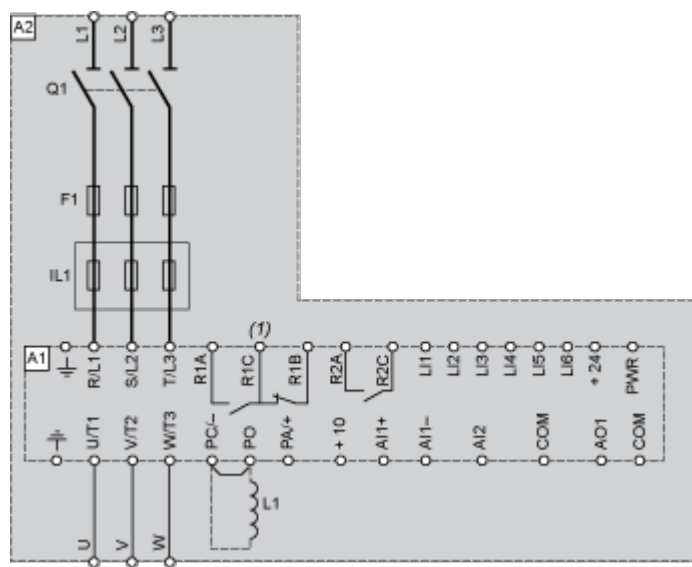 A2
L1 L2 L3
Q1
F1
IL1
(1)
A1
R/L1 S/L2 T/L3 R1A R1C R1B R2A R2C LI1 LI2 LI3 LI4 LI5 LI6 + 24 PWR
U/T1 V/T2 W/T3 PC/– PO PA/+ + 10 AI1+ AI1– AI2 COM AO1 COM
L1
U V W